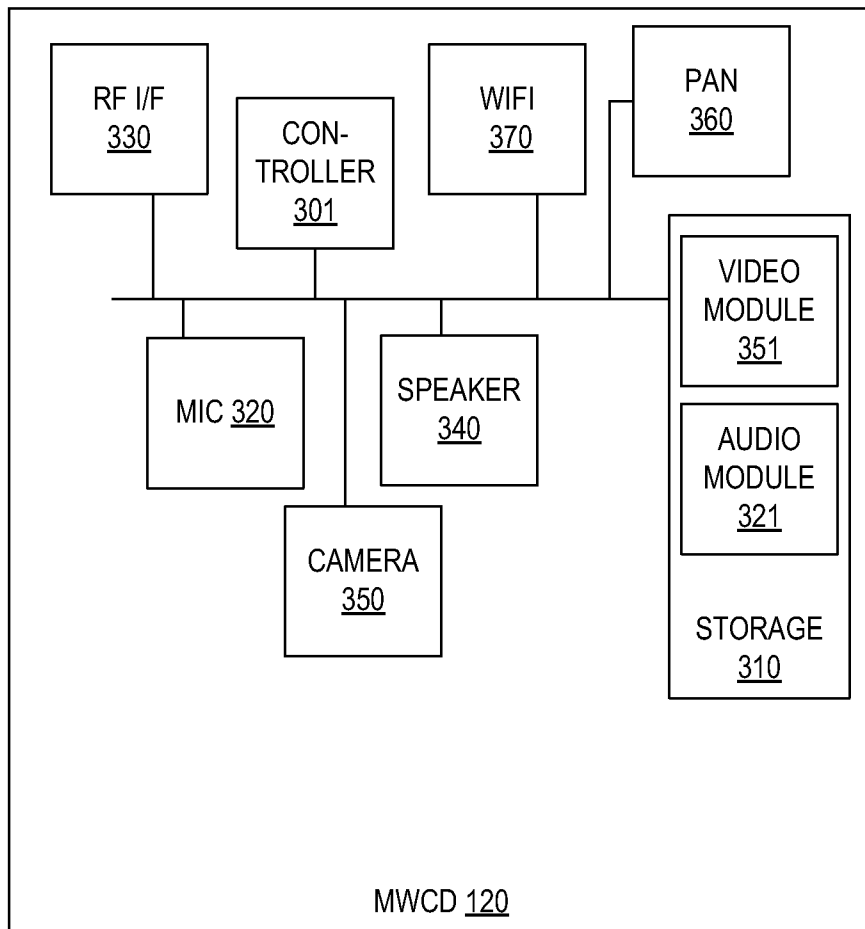 RF I/F
330
CON-
TROLLER
301
WIFI
370
PAN
360
VIDEO
MODULE
351
MIC 320
SPEAKER
340
AUDIO
MODULE
321
CAMERA
350
STORAGE
310
MWCD 120